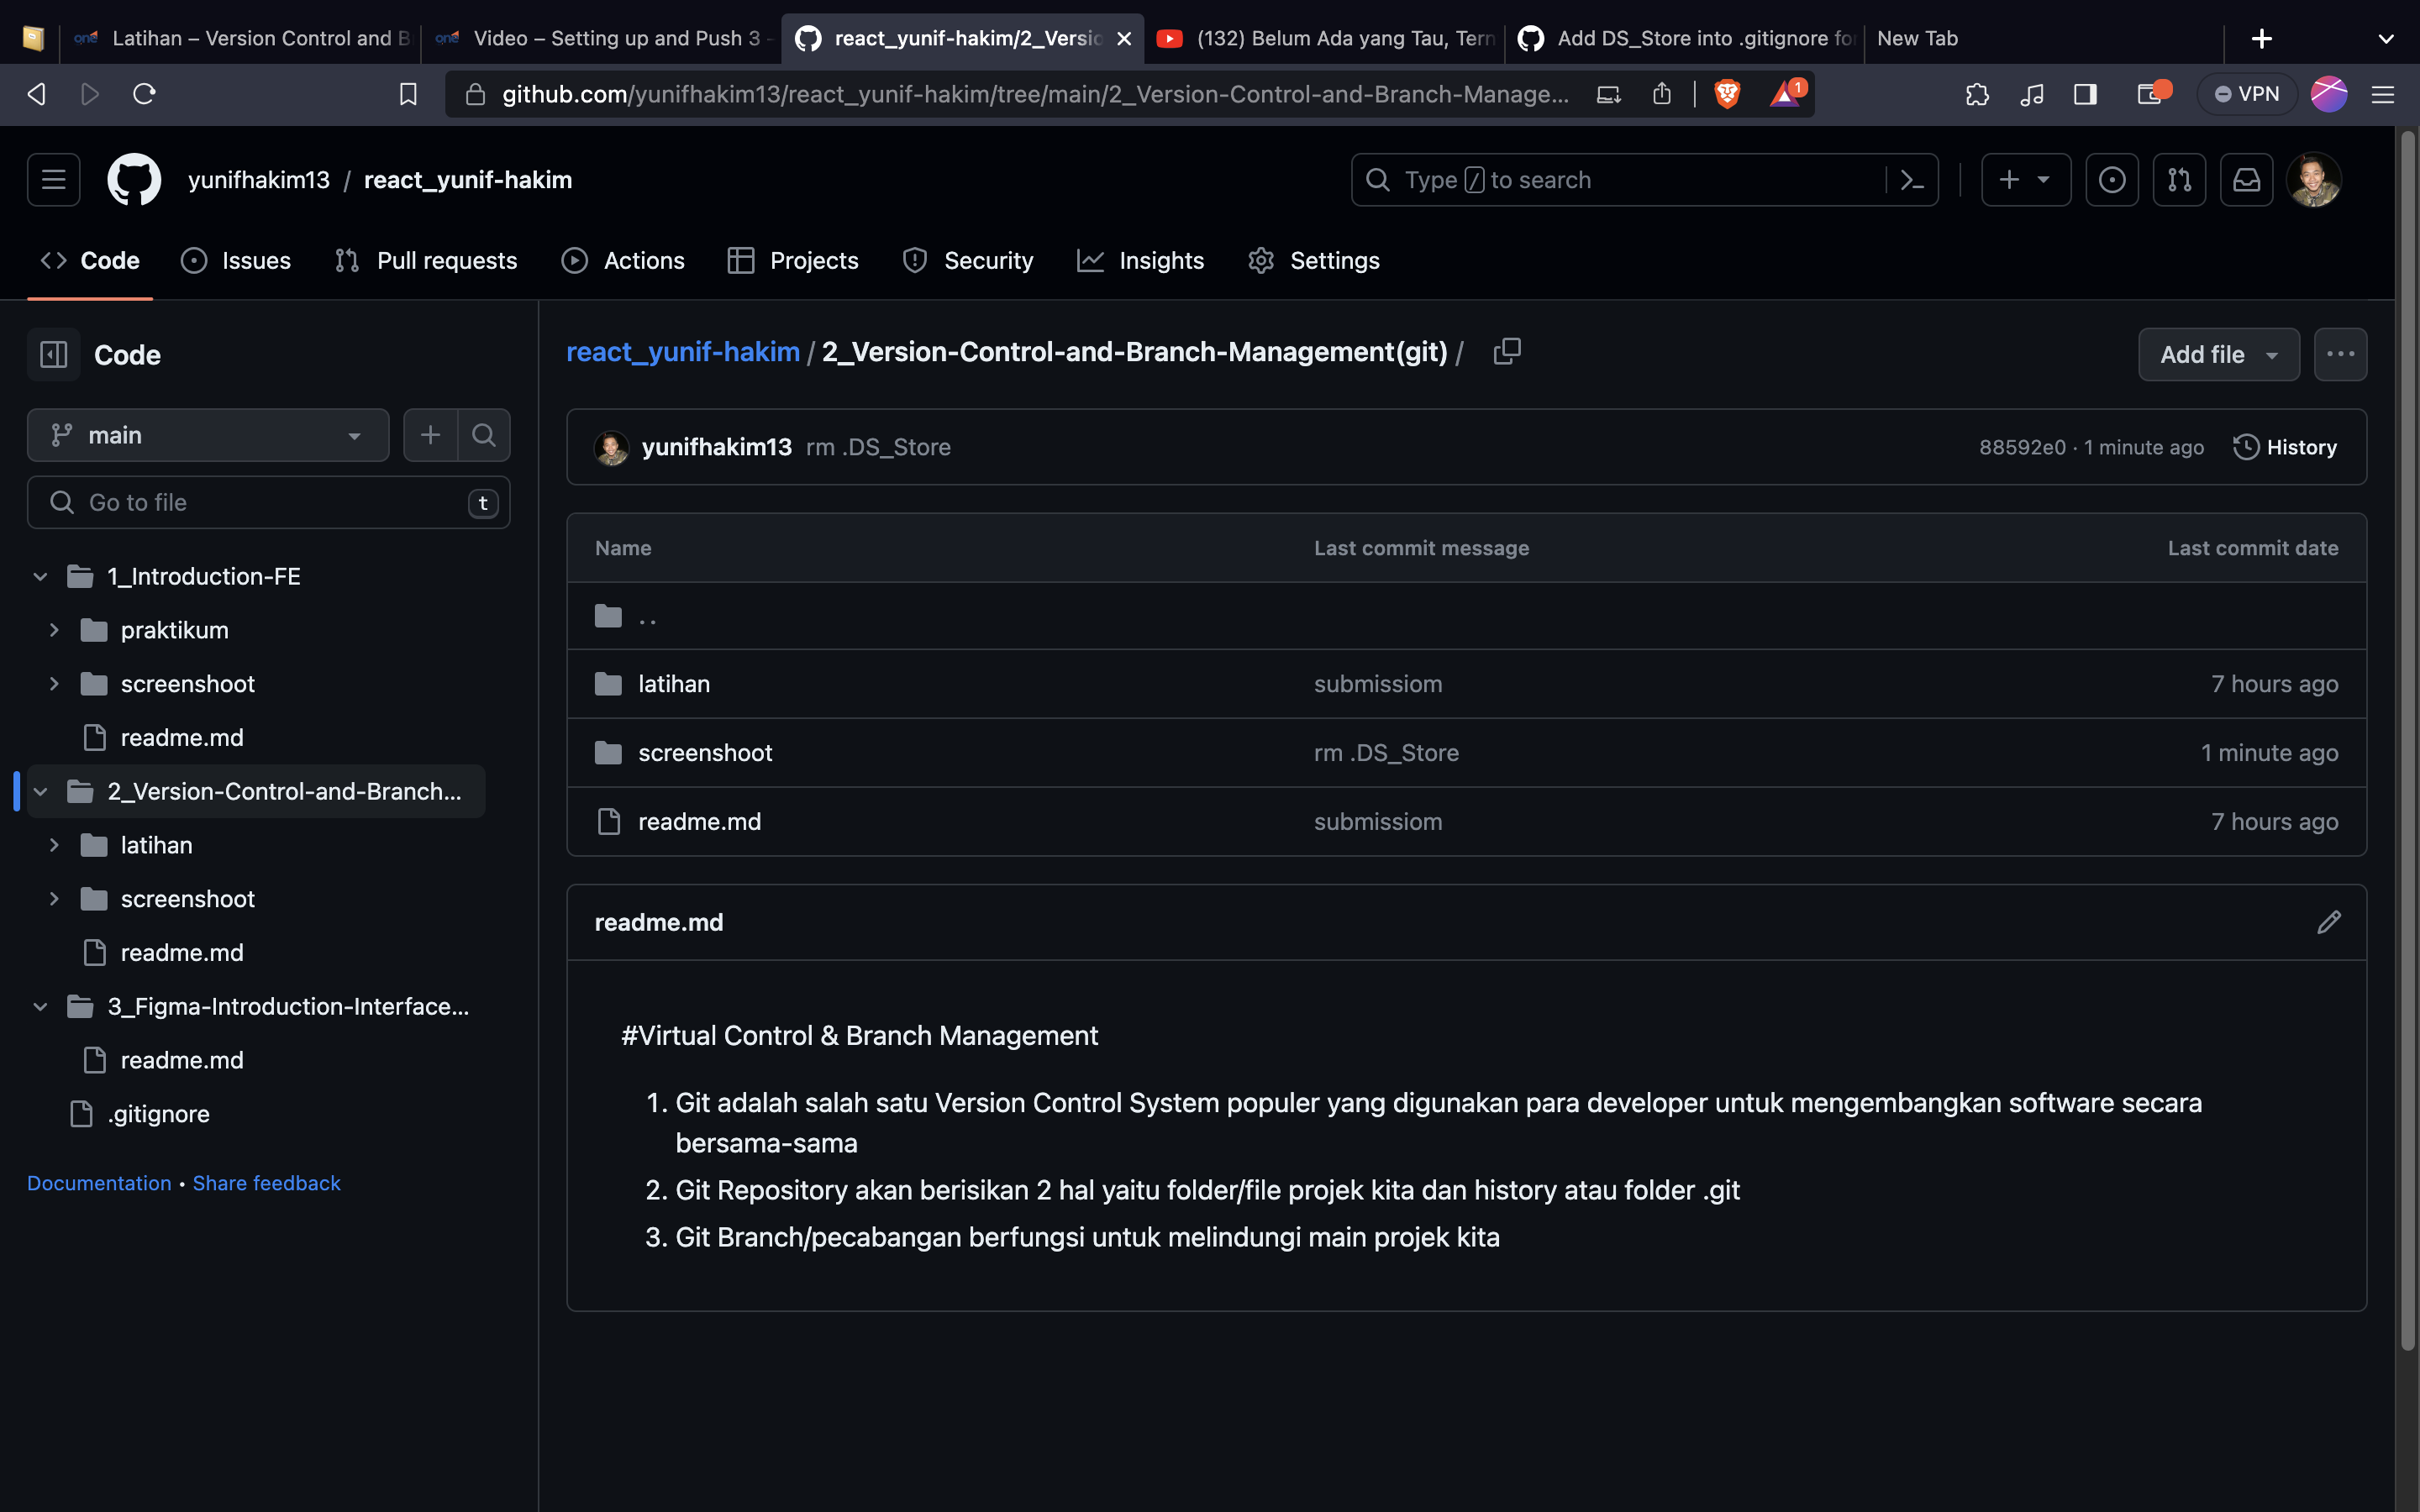 Latihan – Version Control and B
Video – Setting up and Push 3 -
react_yunif-hakim/2_Versio
(132) Belum Ada yang Tau, Tern
Add DS_Store into .gitignore for
New Tab
github.com/yunifhakim13/react_yunif-hakim/tree/main/2_Version-Control-and-Branch-Manage...
1
VPN
yunifhakim13 / react_yunif-hakim
Type / to search
Code
Issues
Pull requests
Actions
Projects
Security
Insights
Settings
Code
main
Go to file
t
1_Introduction-FE
praktikum
screenshoot
readme.md
2_Version-Control-and-Branch...
latihan
screenshoot
readme.md
3_Figma-Introduction-Interface...
readme.md
.gitignore
Documentation • Share feedback
react_yunif-hakim / 2_Version-Control-and-Branch-Management(git) /
Add file
yunifhakim13 rm .DS_Store
88592e0 · 1 minute ago
History
Name Last commit message Last commit date
..
latihan submissiom 7 hours ago
screenshoot rm .DS_Store 1 minute ago
readme.md submissiom 7 hours ago
readme.md
#Virtual Control & Branch Management
1. Git adalah salah satu Version Control System populer yang digunakan para developer untuk mengembangkan software secara
bersama-sama
2. Git Repository akan berisikan 2 hal yaitu folder/file projek kita dan history atau folder .git
3. Git Branch/pecabangan berfungsi untuk melindungi main projek kita